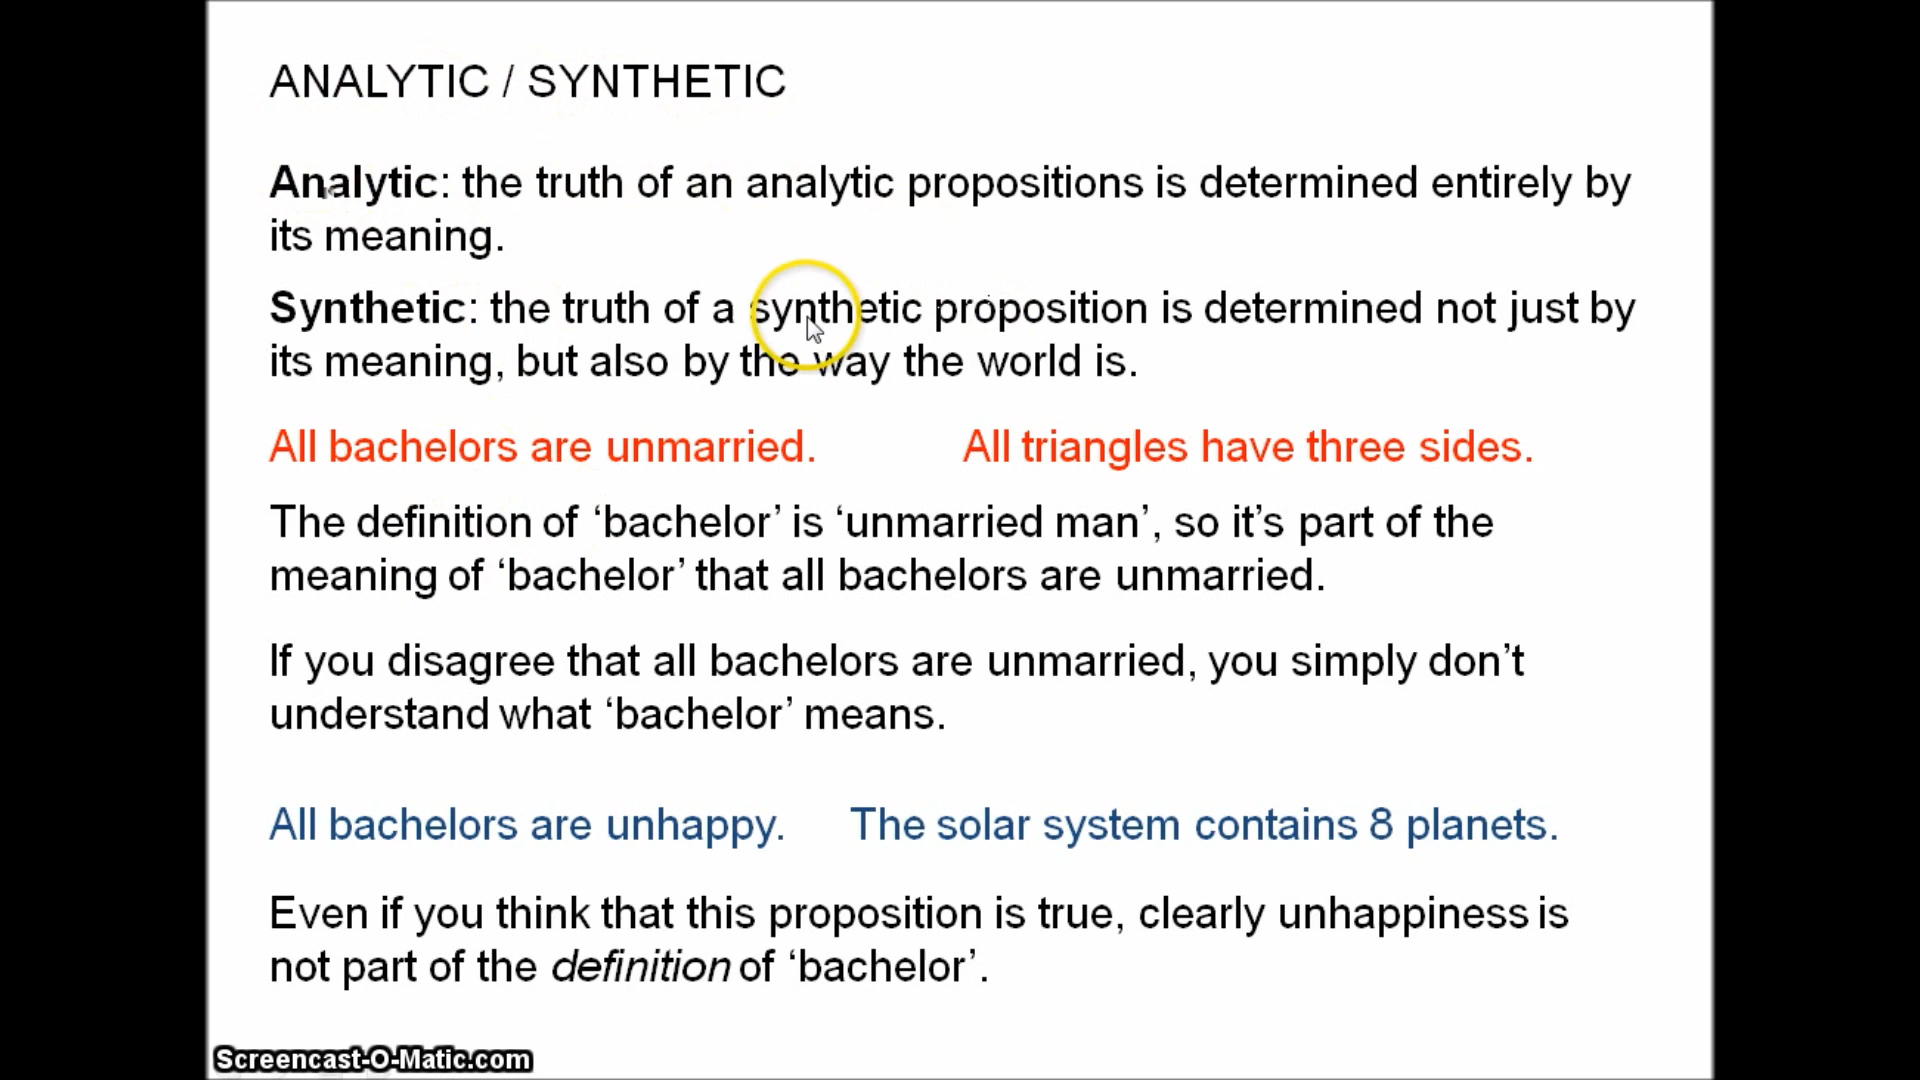 ANALYTIC / SYNTHETIC
Analytic: the truth of an analytic propositions is determined entirely by
its meaning.
Synthetic: the truth of a synthetic proposition is determined not just by
its meaning, but also by the way the world is.
All bachelors are unmarried. All triangles have three sides.
The definition of ‘bachelor’ is ‘unmarried man’, so it’s part of the
meaning of ‘bachelor’ that all bachelors are unmarried.
If you disagree that all bachelors are unmarried, you simply don’t
understand what ‘bachelor’ means.
All bachelors are unhappy. The solar system contains 8 planets.
Even if you think that this proposition is true, clearly unhappiness is
not part of the definition of ‘bachelor’.
Screencast-O-Matic.com